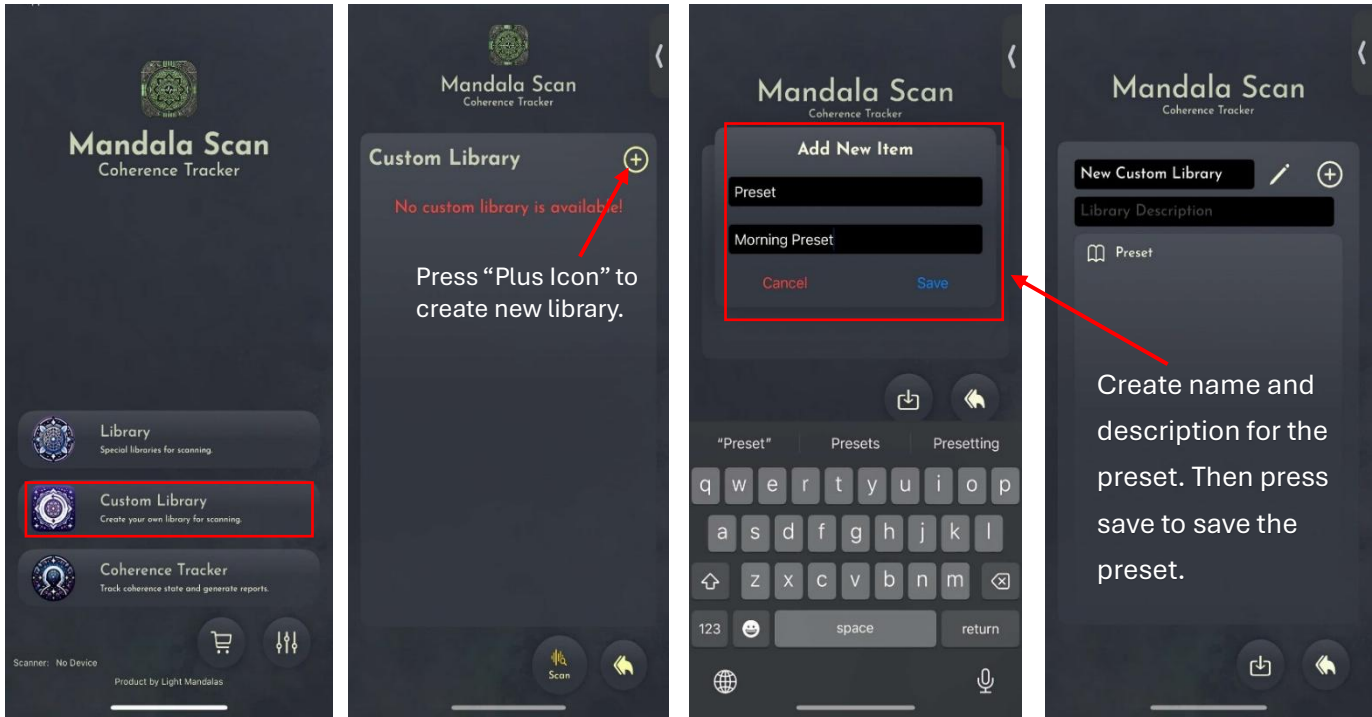 Mandala Scan
Coherence Tracker
Library
Special libraries for scanning.
Custom Library
Create your own library for scanning.
Coherence Tracker
Track coherence state and generate reports.
Scanner: No Device
Product by Light Mandalas
Mandala Scan
Coherence Tracker
Custom Library
No custom library is available!
Press “Plus Icon” to
create new library.
Scan
Mandala Scan
Coherence Tracker
Add New Item
Preset
Morning Preset
Cancel Save
“Preset” Presets Presetting
q w e r t y u i o p
a s d f g h j k l
z x c v b n m
123 space return
Mandala Scan
Coherence Tracker
New Custom Library
Library Description
Preset
Create name and
description for the
preset. Then press
save to save the
preset.